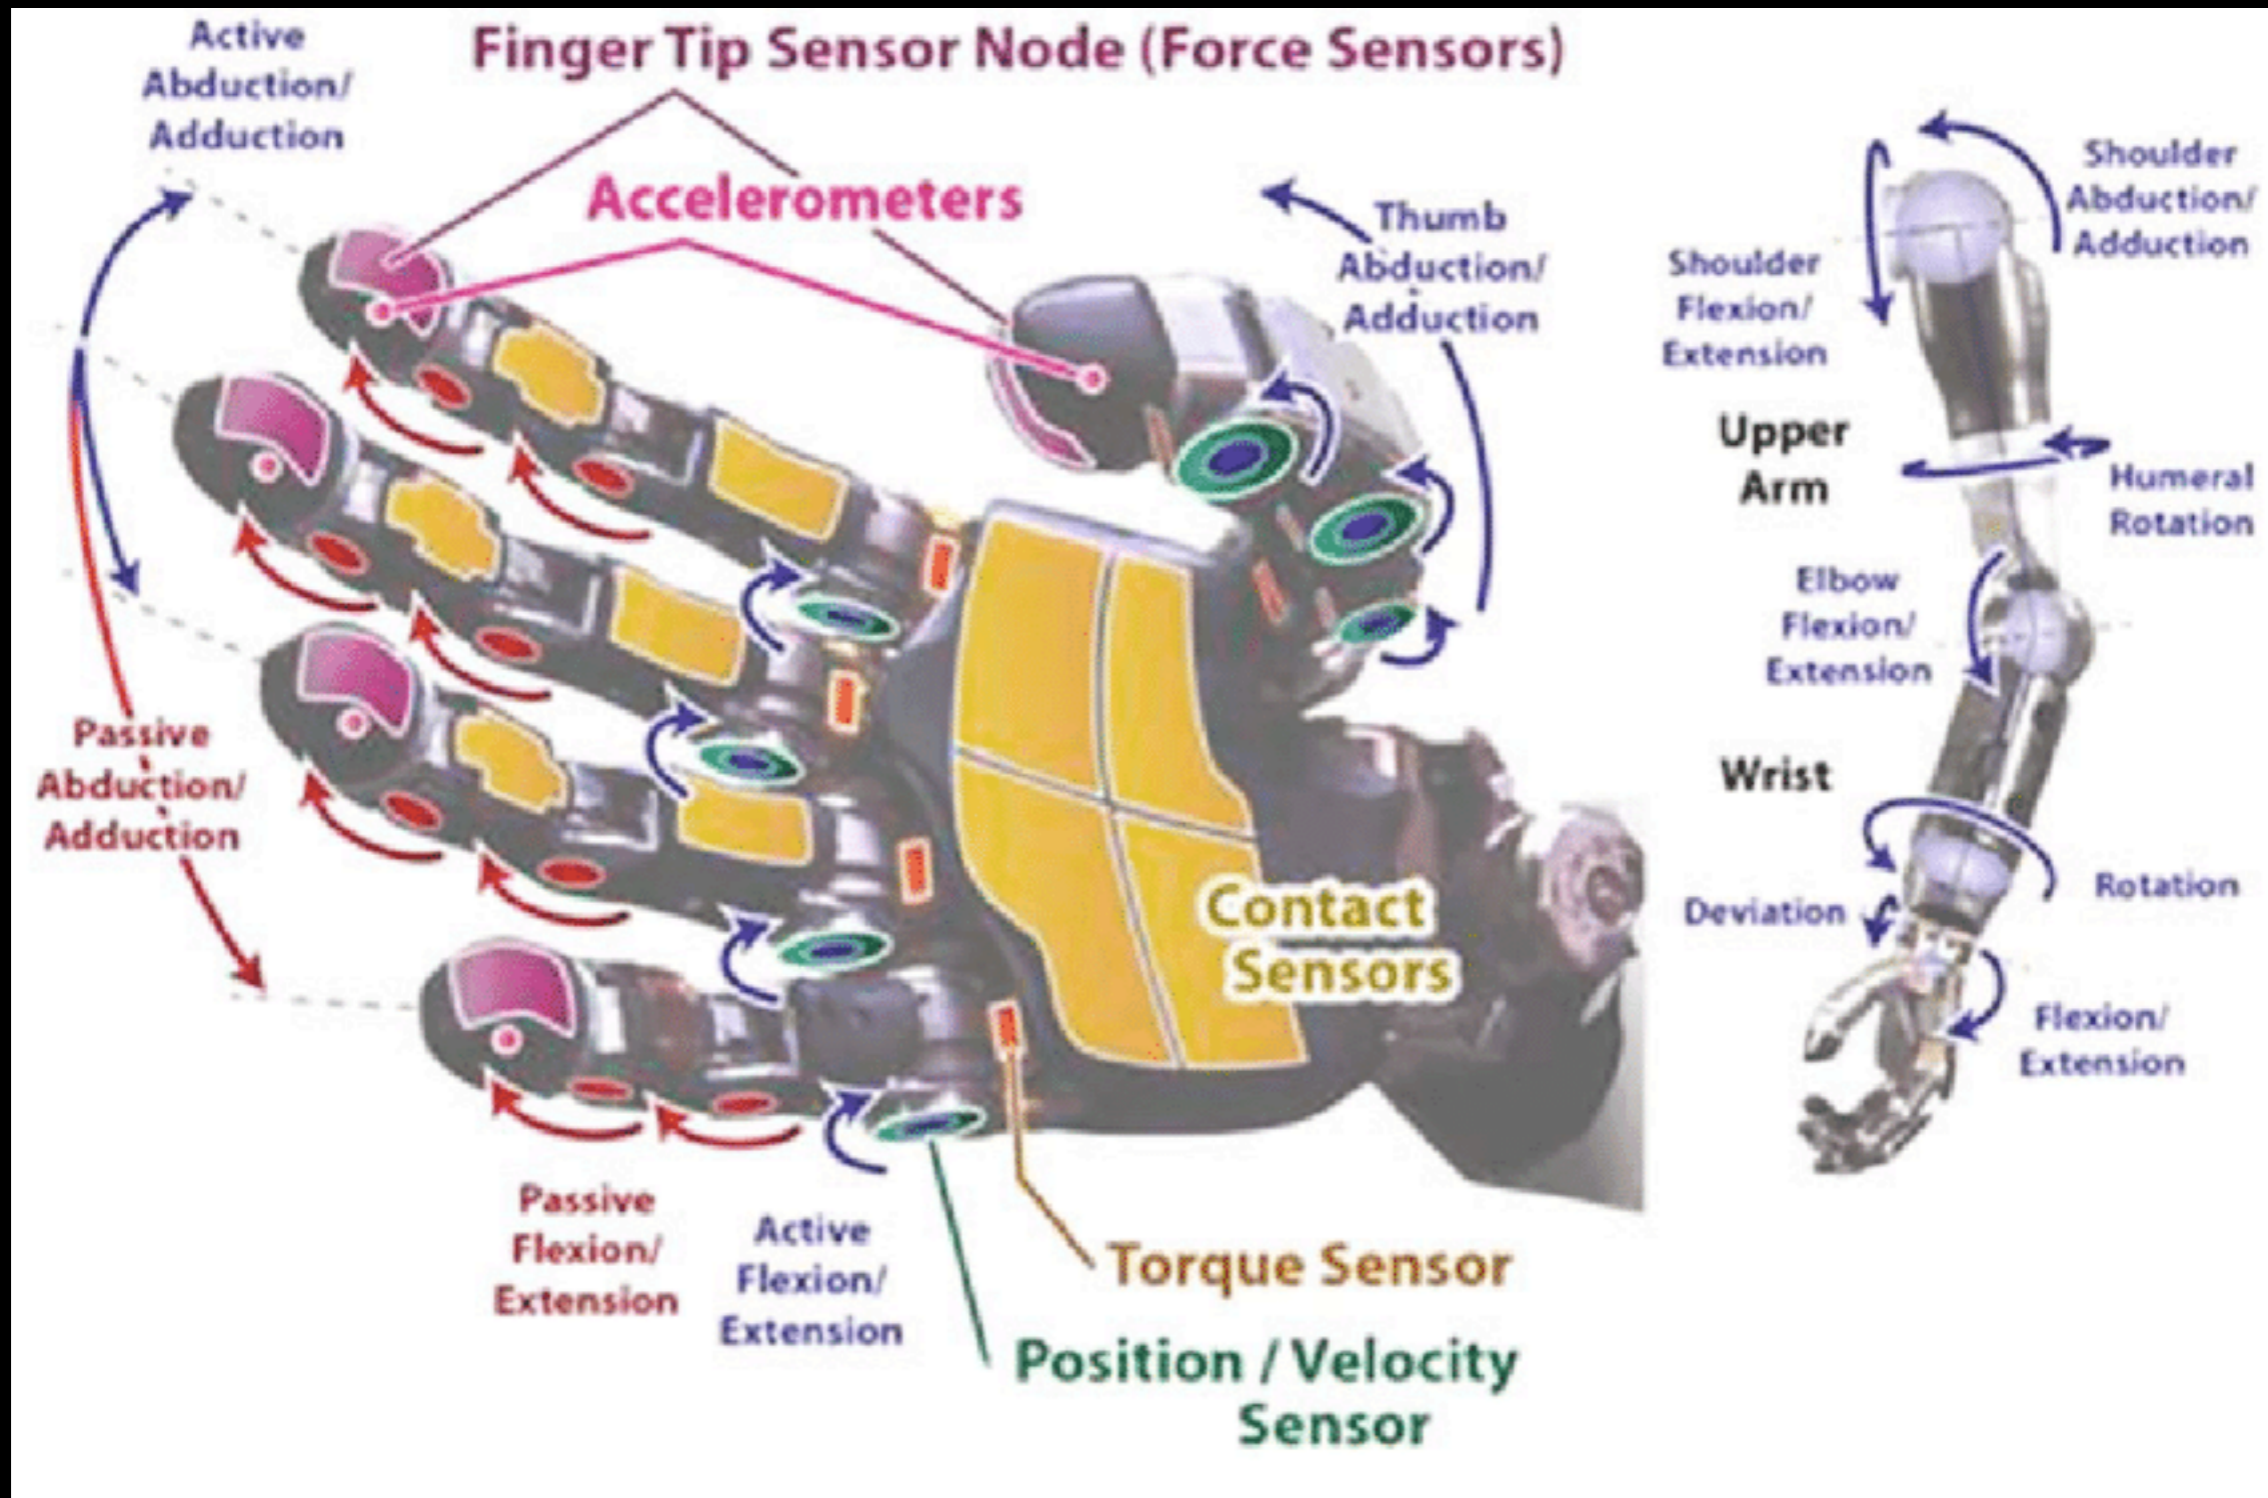 Active
Abduction/
Adduction
Finger Tip Sensor Node (Force Sensors)
Accelerometers
Thumb
Abduction/
Adduction
Shoulder
Abduction/
Adduction
Shoulder
Flexion/
Extension
Upper
Arm
Humeral
Rotation
Elbow
Flexion/
Extension
Passive
Abduction/
Adduction
Wrist
Contact
Sensors
Deviation
Rotation
Flexion/
Extension
Passive
Flexion/
Extension
Active
Flexion/
Extension
Torque Sensor
Position / Velocity
Sensor